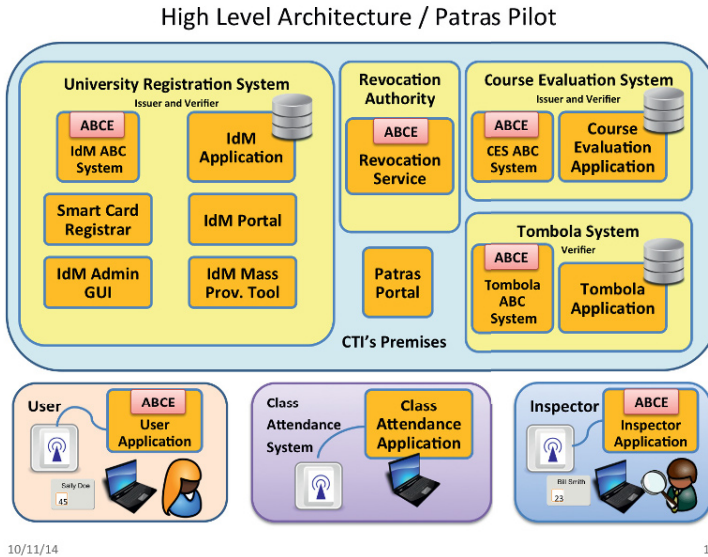 High Level Architecture / Patras Pilot
University Registration System
Issuer and Verifier
ABCE
IdM ABC
System
IdM
Application
Smart Card
Registrar
IdM Portal
IdM Admin
GUI
IdM Mass
Prov. Tool
Revocation
Authority
ABCE
Revocation
Service
Patras
Portal
CTI's Premises
Course Evaluation System
Issuer and Verifier
ABCE
CES ABC
System
Course
Evaluation
Application
Tombola System
Verifier
ABCE
Tombola
ABC
System
Tombola
Application
User
ABCE
User
Application
Sally Doe
45
Class
Attendance
System
Class
Attendance
Application
Inspector
ABCE
Inspector
Application
Bill Smith
23
10/11/14
1